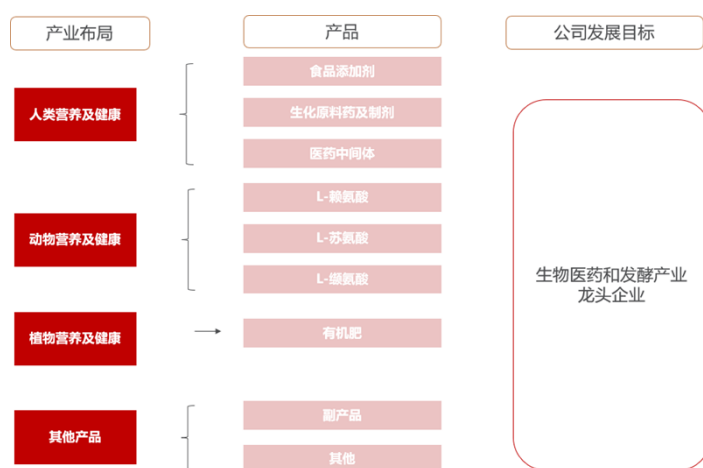 产业布局
产品
公司发展目标
人类营养及健康
食品添加剂
生化原料药及制剂
医药中间体
动物营养及健康
L-赖氨酸
L-苏氨酸
L-缬氨酸
植物营养及健康
有机肥
其他产品
副产品
其他
生物医药和发酵产业
龙头企业